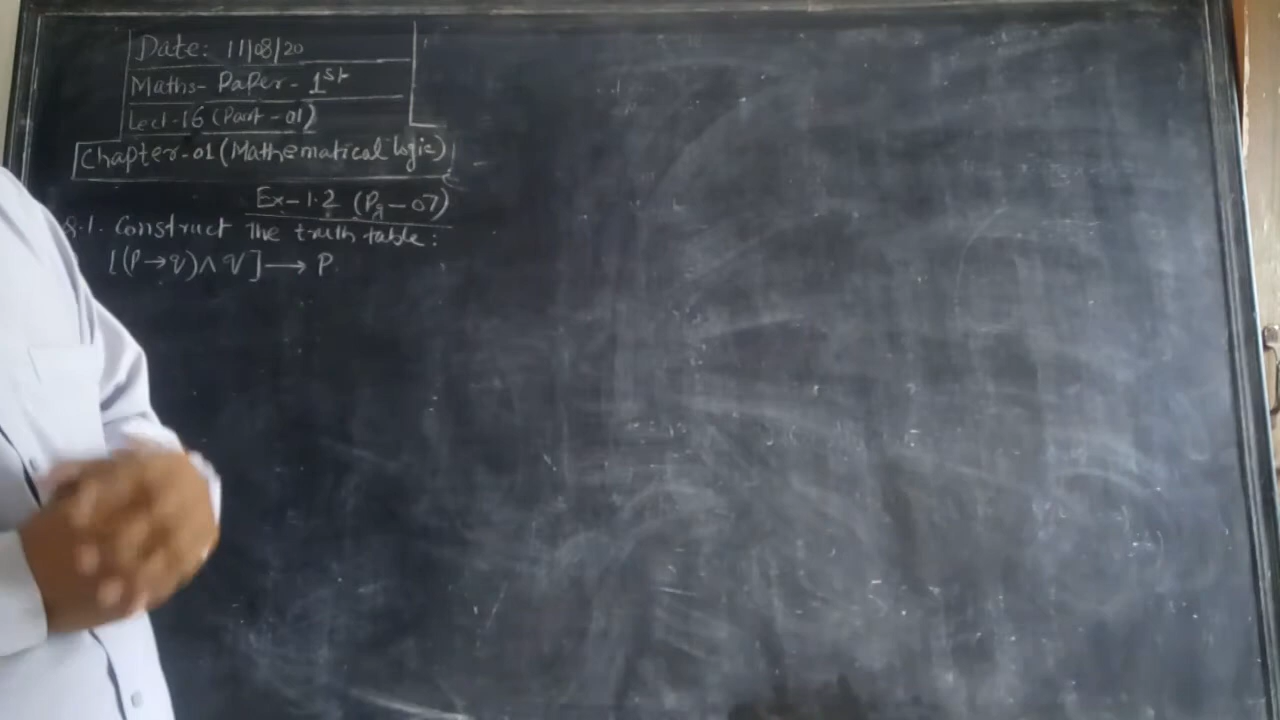 Date: 11/08/20
Maths- Paper- 1st
Lect-16 (Part-01)
Chapter-01 (Mathematical logic)
Ex-1.2 (Pg-07)
Q.1. Construct the truth table:
[(P→q)∧q]→P